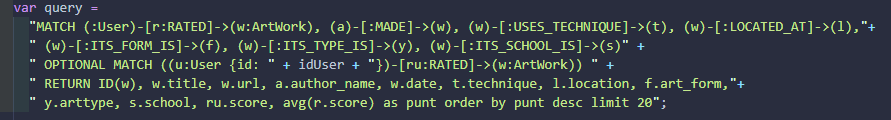 var query =
"MATCH (:User)-[r:RATED]->(w:ArtWork), (a)-[:MADE]->(w), (w)-[:USES_TECHNIQUE]->(t), (w)-[:LOCATED_AT]->(l),"+
" (w)-[:ITS_FORM_IS]->(f), (w)-[:ITS_TYPE_IS]->(y), (w)-[:ITS_SCHOOL_IS]->(s)" +
" OPTIONAL MATCH ((u:User {id: " + idUser + "})-[ru:RATED]->(w:ArtWork)) " +
" RETURN ID(w), w.title, w.url, a.author_name, w.date, t.technique, l.location, f.art_form,"+
" y.arttype, s.school, ru.score, avg(r.score) as punt order by punt desc limit 20";